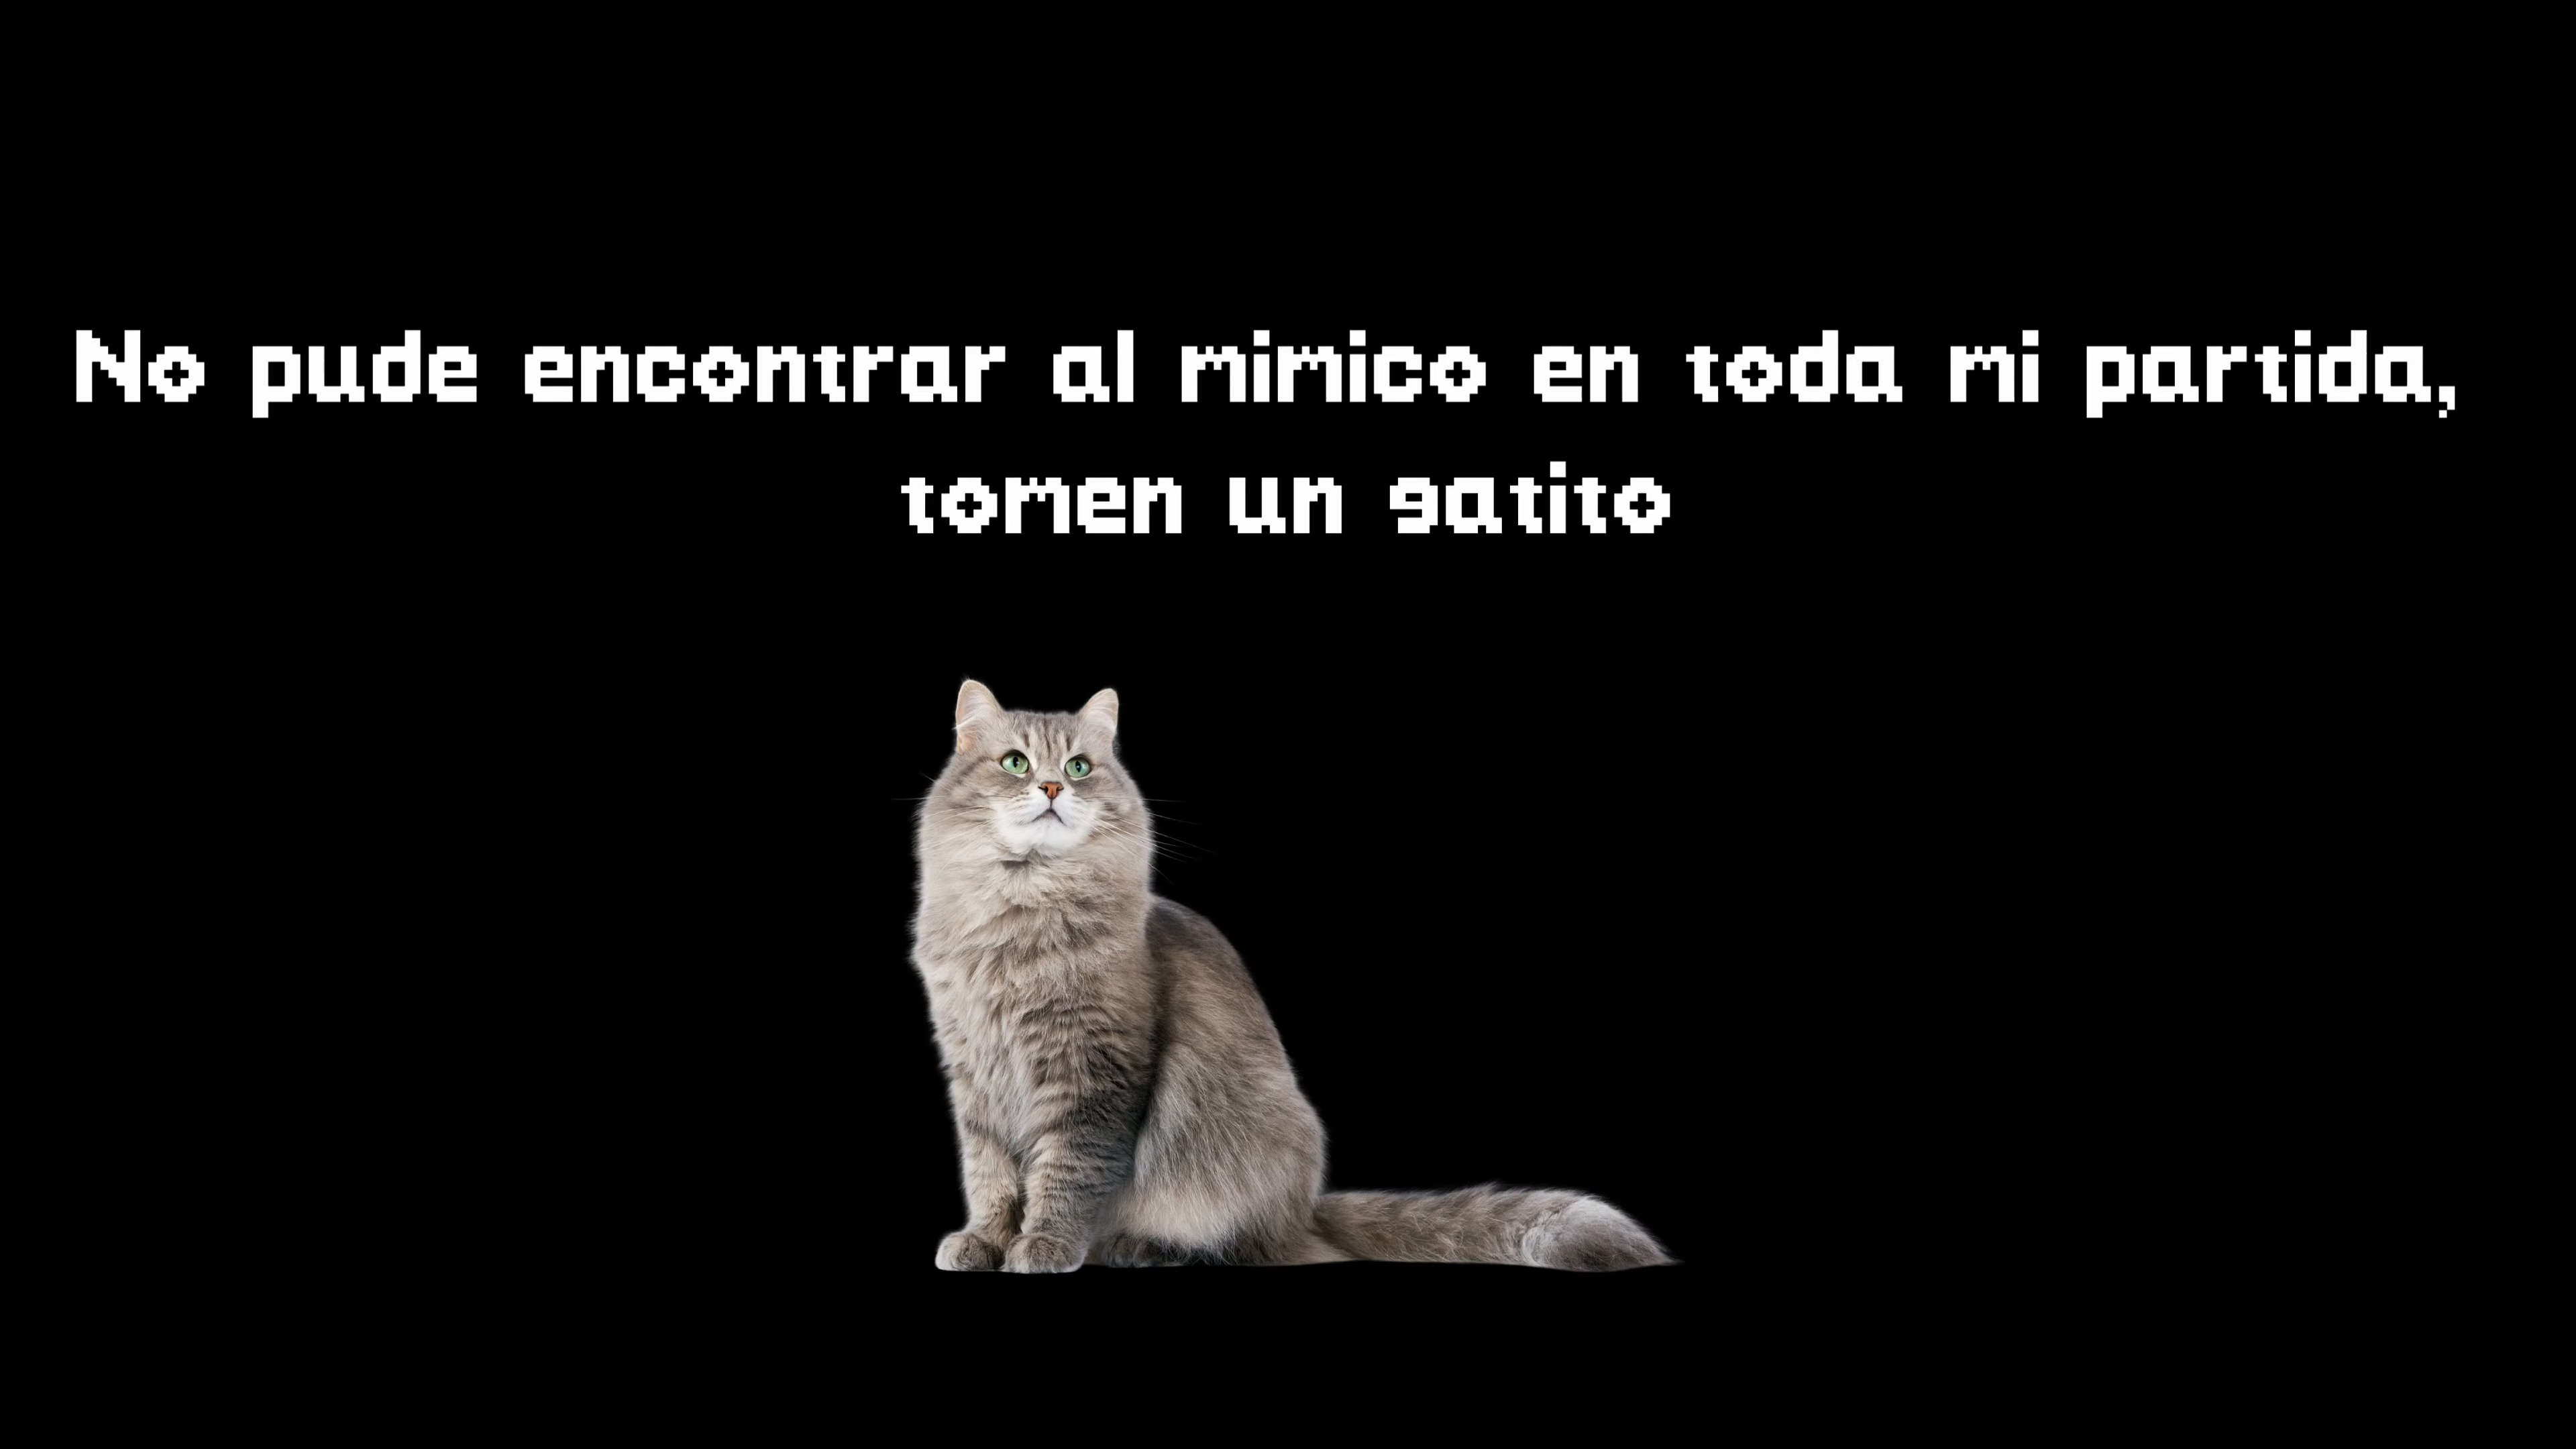 No pude encontrar al mimico en toda mi partida,
tomen un gatito